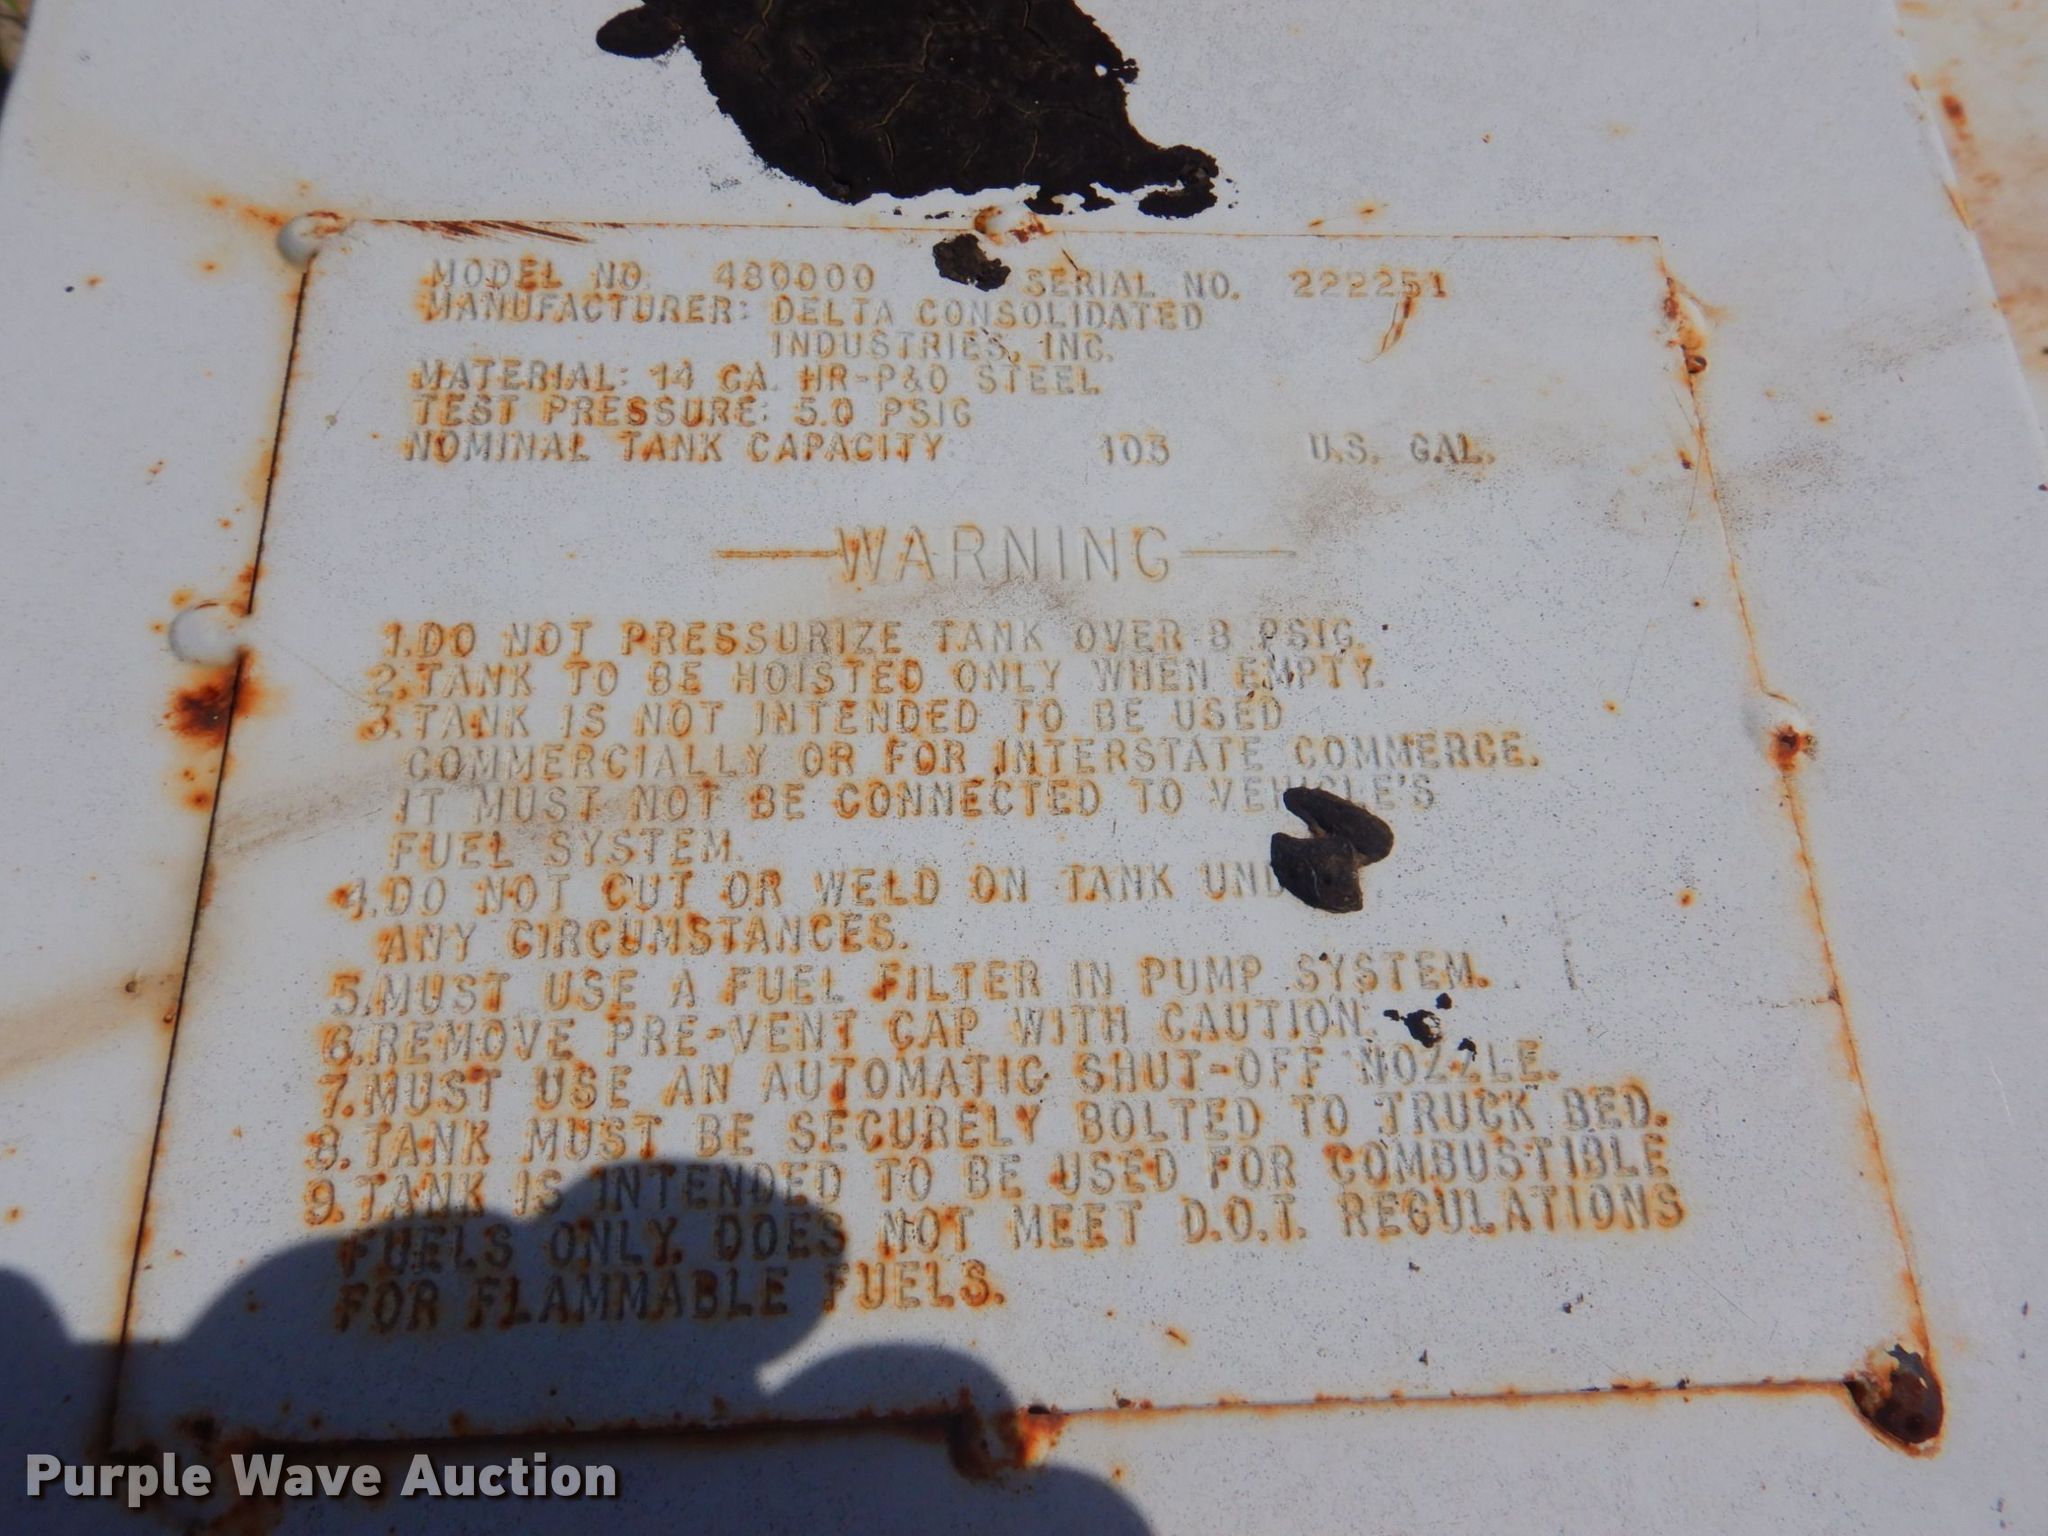 MODEL NO. 480000 SERIAL NO. 222251
MANUFACTURER: DELTA CONSOLIDATED
INDUSTRIES, INC.
MATERIAL: 14 GA. HR-P&O STEEL
TEST PRESSURE: 5.0 PSIG
NOMINAL TANK CAPACITY: 103 U.S. GAL.
WARNING
1. DO NOT PRESSURIZE TANK OVER 8 PSIG.
2. TANK TO BE HOISTED ONLY WHEN EMPTY.
3. TANK IS NOT INTENDED TO BE USED
COMMERCIALLY OR FOR INTERSTATE COMMERCE.
IT MUST NOT BE CONNECTED TO VEHICLE'S
FUEL SYSTEM.
4. DO NOT CUT OR WELD ON TANK
ANY CIRCUMSTANCES.
5. MUST USE A FUEL FILTER IN PUMP SYSTEM.
6. REMOVE PRE-VENT CAP WITH CAUTION.
7. MUST USE AN AUTOMATIC SHUT-OFF NOZZLE.
8. TANK MUST BE SECURELY BOLTED TO TRUCK BED.
9. TANK IS INTENDED TO BE USED FOR COMBUSTIBLE
FUELS ONLY. DOES NOT MEET D.O.T. REGULATIONS
FOR FLAMMABLE FUELS.
Purple Wave Auction